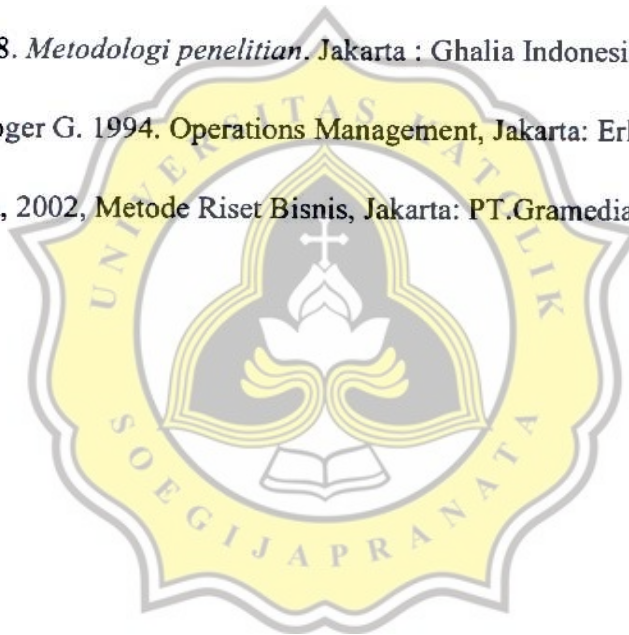 8. Metodologi penelitian. Jakarta : Ghalia Indonesi
oger G. 1994. Operations Management, Jakarta: Erl
, 2002, Metode Riset Bisnis, Jakarta: PT.Gramedia
UNIVERSITAS KATOLIK
SOEGIJAPRANATA